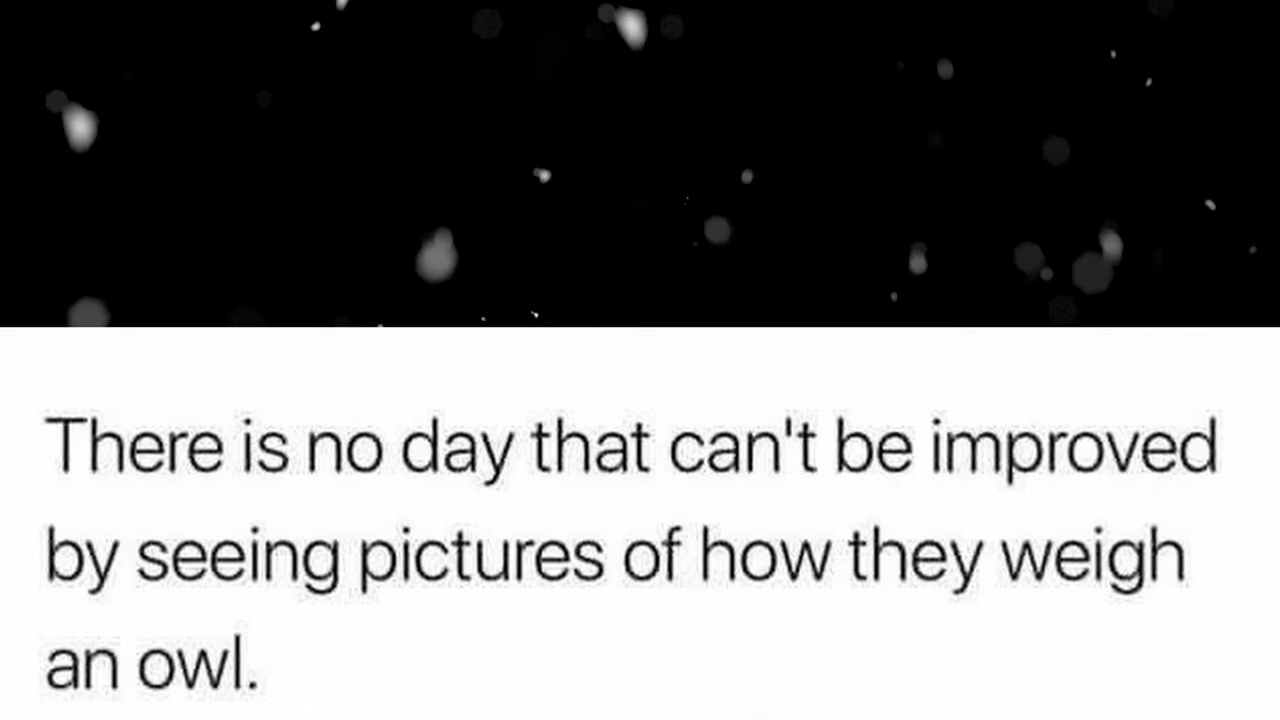 There is no day that can't be improved
by seeing pictures of how they weigh
an owl.